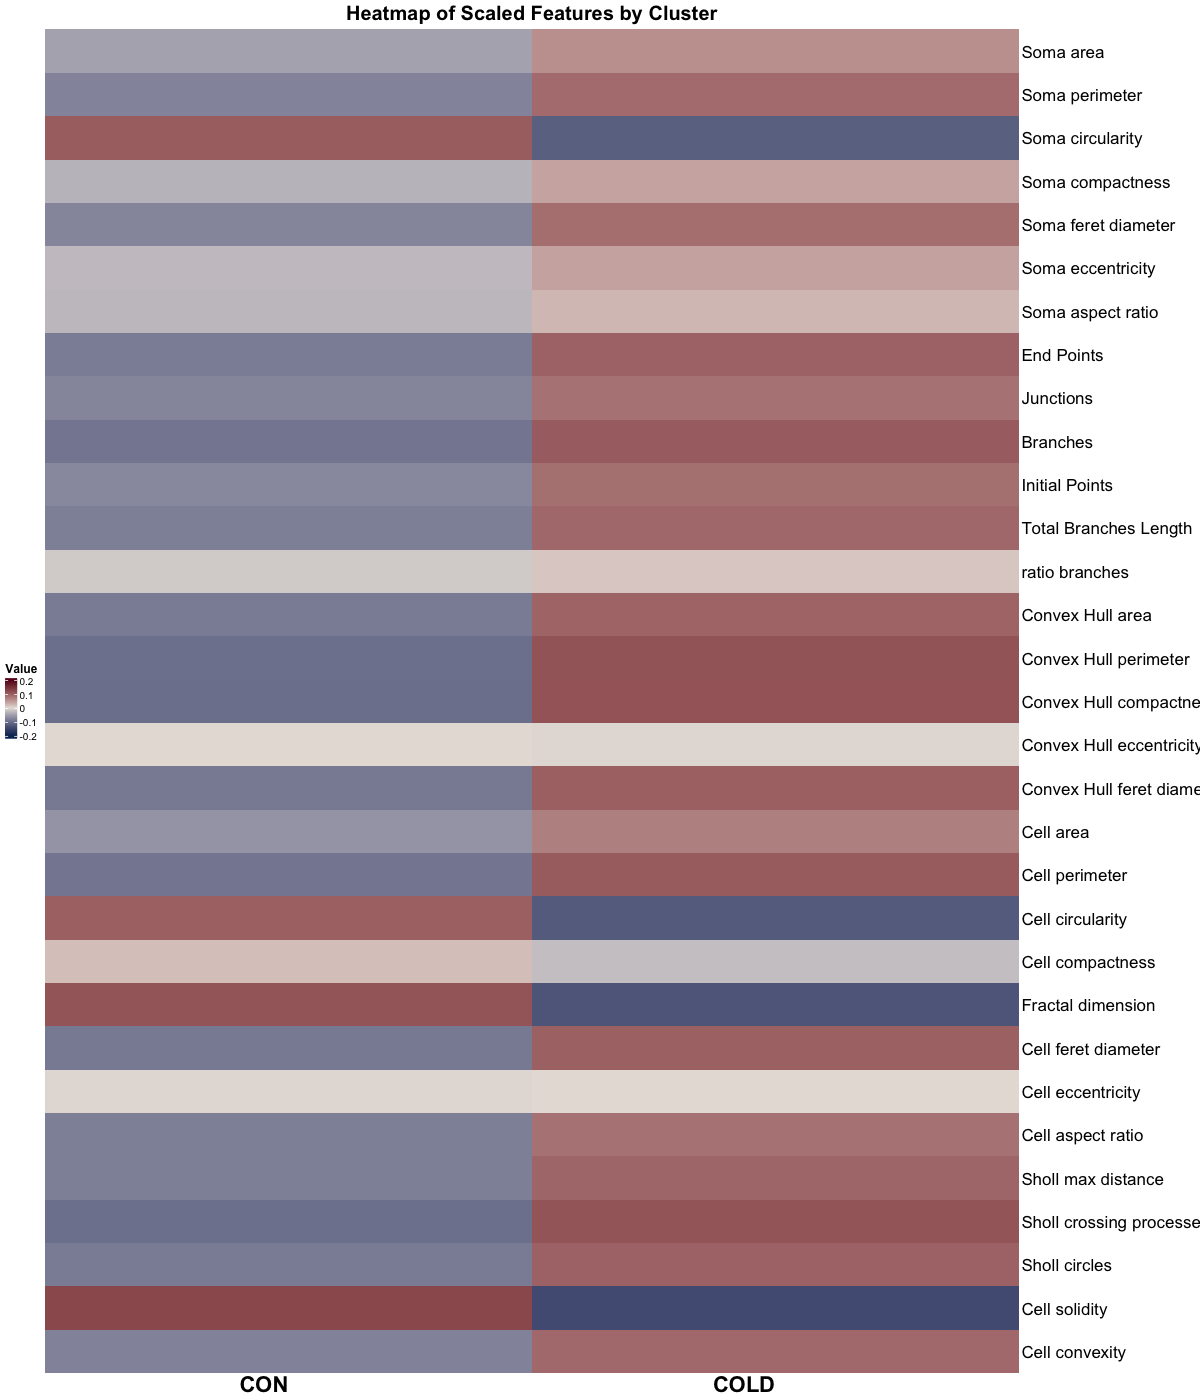 Heatmap of Scaled Features by Cluster
Soma area
Soma perimeter
Soma circularity
Soma compactness
Soma feret diameter
Soma eccentricity
Soma aspect ratio
End Points
Junctions
Branches
Initial Points
Total Branches Length
ratio branches
Convex Hull area
Convex Hull perimeter
Convex Hull compactne
Convex Hull eccentricity
Convex Hull feret diame
Cell area
Cell perimeter
Cell circularity
Cell compactness
Fractal dimension
Cell feret diameter
Cell eccentricity
Cell aspect ratio
Sholl max distance
Sholl crossing processe
Sholl circles
Cell solidity
Cell convexity
Value
0.2
0.1
0
-0.1
-0.2
CON COLD